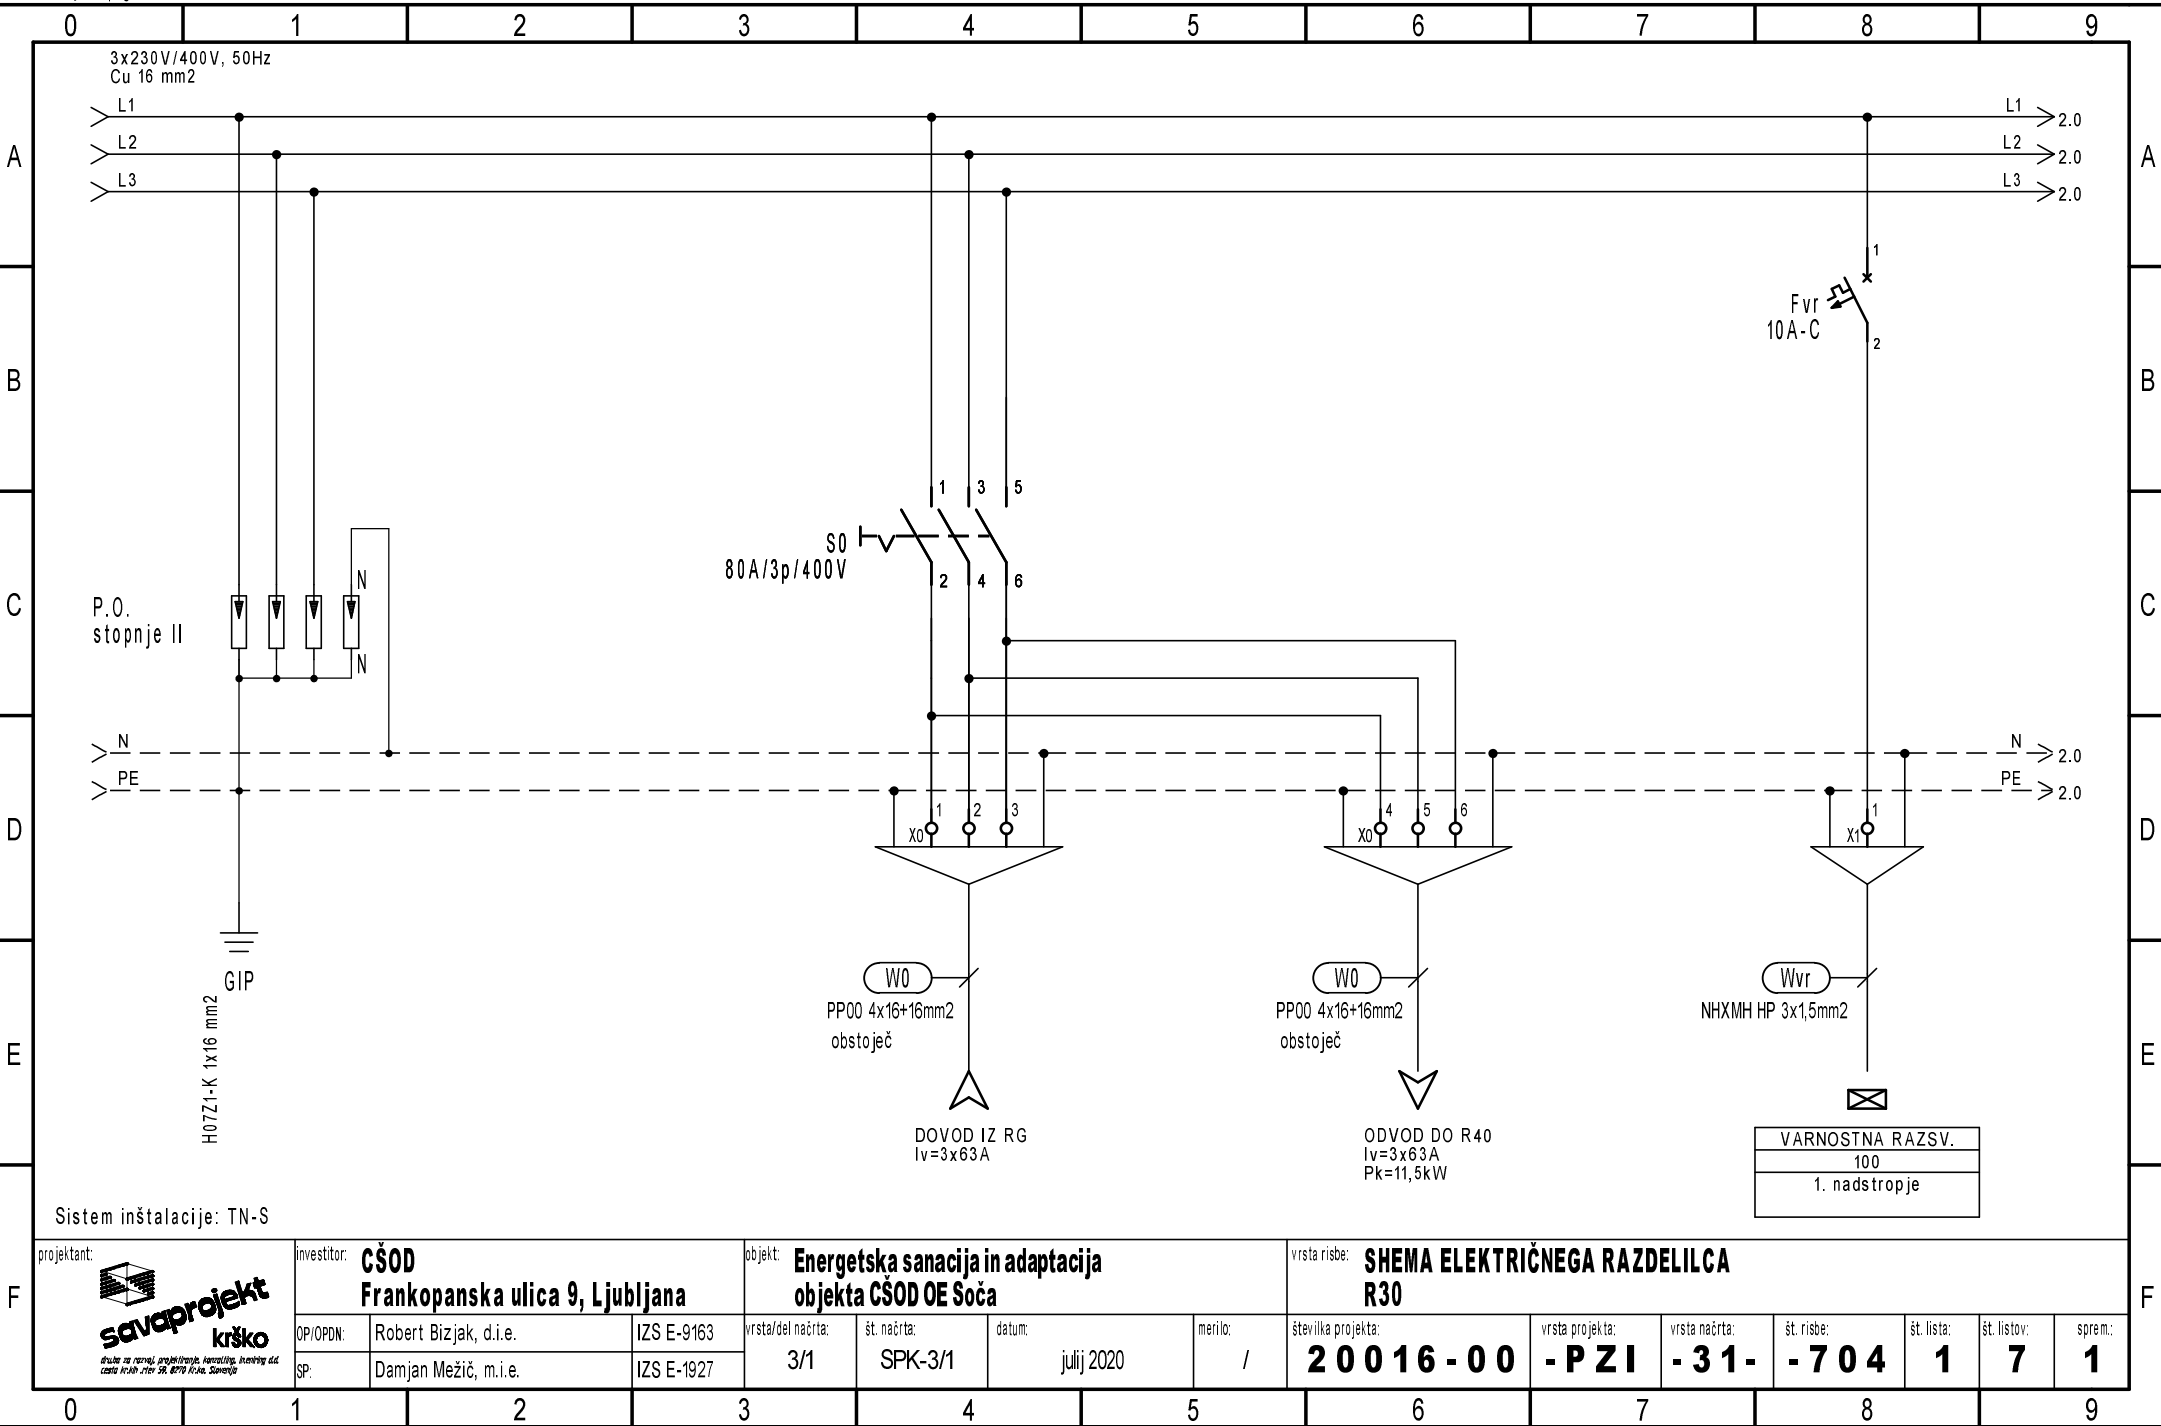 0 1 2 3 4 5 6 7 8 9
3x230V/400V, 50Hz
Cu 16 mm2
L1 L1 2.0
L2 L2 2.0
L3 L3 2.0
A A
1
Fvr
10A-C
2
B B
1 3 5
S0
80A/3p/400V
2 4 6
N
P.O.
stopnje II
N
C C
N N 2.0
PE PE 2.0
X0 1 2 3
X0 4 5 6
X1 1
D D
GIP
H07Z1-K 1x16 mm2
W0
PP00 4x16+16mm2
obstoječ
W0
PP00 4x16+16mm2
obstoječ
Wvr
NHXMH HP 3x1,5mm2
E E
DOVOD IZ RG
Iv=3x63A
ODVOD DO R40
Iv=3x63A
Pk=11,5kW
VARNOSTNA RAZSV.
100
1. nadstropje
Sistem inštalacije: TN-S
F F
projektant:
savaprojekt
krško
investitor: CŠOD
Frankopanska ulica 9, Ljubljana
OP/OPDN: Robert Bizjak, d.i.e. IZS E-9163
SP: Damjan Mežič, m.i.e. IZS E-1927
objekt: Energetska sanacija in adaptacija
objekta CŠOD OE Soča
vrsta/del načrta: 3/1
št. načrta: SPK-3/1
datum: julij 2020
merilo: /
vrsta risbe: SHEMA ELEKTRIČNEGA RAZDELILCA
R30
številka projekta: 20016-00
vrsta projekta: -PZI
vrsta načrta: -31-
št. risbe: -704
št. lista: 1
št. listov: 7
sprem.: 1
0 1 2 3 4 5 6 7 8 9